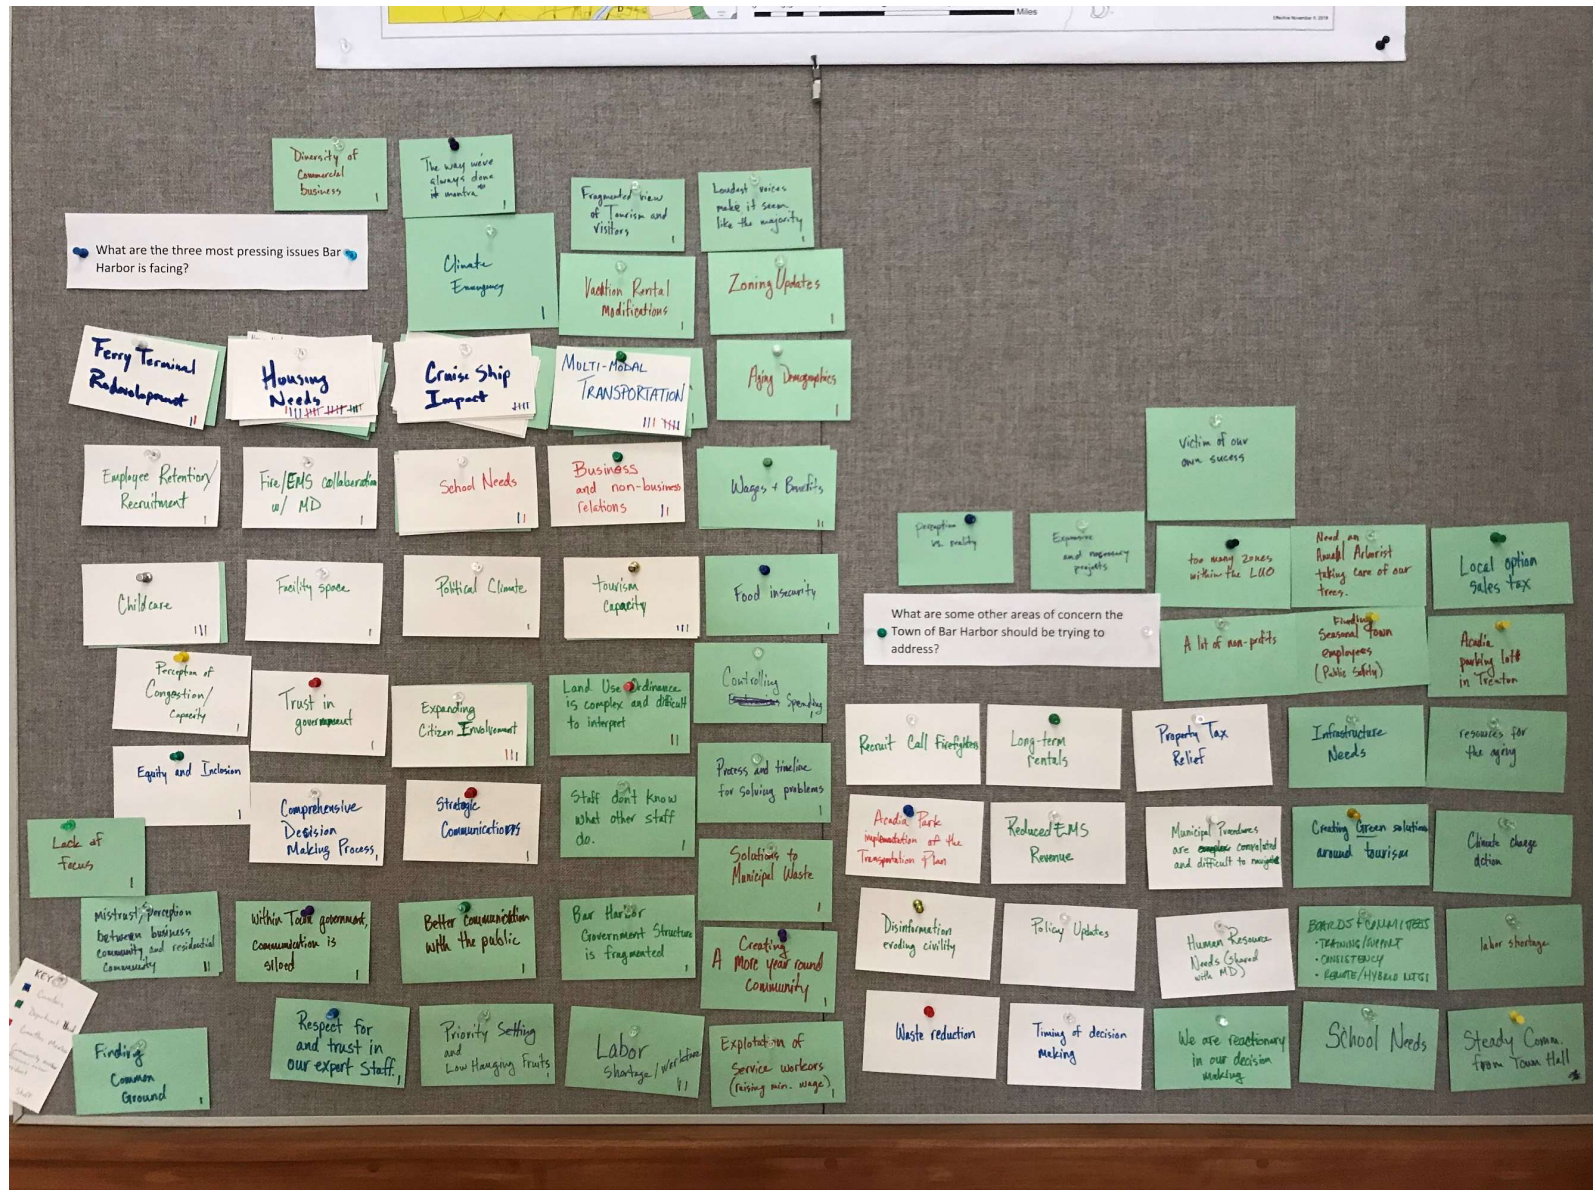 Miles
Effective November 5, 2019
Diversity of
Commercial
business
The way we've
always done
it mantra"
Fragmented view
of Tourism and
visitors
Loudest voices
make it seem
like the majority
What are the three most pressing issues Bar
Harbor is facing?
Climate
Emergency
Vacation Rental
Modifications
Zoning Updates
Ferry Terminal
Redevelopment
Housing
Needs
Cruise Ship
Impact
MULTI-MODAL
TRANSPORTATION
Aging Demographics
Employee Retention/
Recruitment
Fire/EMS collaboration
w/ MD
School Needs
Business
and non-business
relations
Wages + Benefits
Childcare
Facility space
Political Climate
tourism
Capacity
Food insecurity
Perception of
Congestion/
Capacity
Trust in
government
Expanding
Citizen Involvement
Land Use Ordinance
is complex and difficult
to interpret
Controlling
Spending
Equity and Inclusion
Comprehensive
Decision
Making Process
Strategic
Communications
Staff don't know
what other staff
do.
Process and timeline
for solving problems
Lack of
Focus
Solutions to
Municipal Waste
Mistrust/perception
between business
community and residential
community
Within Town government,
communication is
siloed
Better communication
with the public
Bar Harbor
Government Structure
is fragmented
Creating
A more year round
Community
KEY
Finding
Common
Ground
Respect for
and trust in
our expert Staff.
Priority Setting
and
Low Hanging Fruits
Labor
Shortage/workforce
Explotation of
Service workers
(raising min. wage)
Victim of our
own sucess
perception
vs. reality
Expensive
and necessary
projects
too many zones
within the LUO
Need an
Arborist
taking care of our
trees.
Local option
sales tax
What are some other areas of concern the
Town of Bar Harbor should be trying to
address?
A lot of non-profits
Finding
Seasonal Town
employees
(Public Safety)
Acadia
parking lots
in Trenton
Recruit Call Firefighters
Long-term
rentals
Property Tax
Relief
Infrastructure
Needs
resources for
the aging
Acadia Park
implementation of the
Transportation Plan
Reduced EMS
Revenue
Municipal Procedures
are convoluted
and difficult to navigate
Creating Green solutions
around tourism
Climate change
action
Disinformation
eroding civility
Policy Updates
Human Resource
Needs (shared
with MD)
BOARDS + COMMITTEES
• TRAINING/SUPPORT
• CONSISTENCY
• REMOTE/HYBRID MTGS
labor shortage
Waste reduction
Timing of decision
making
We are reactionary
in our decision
making
School Needs
Steady Comm.
from Town Hall